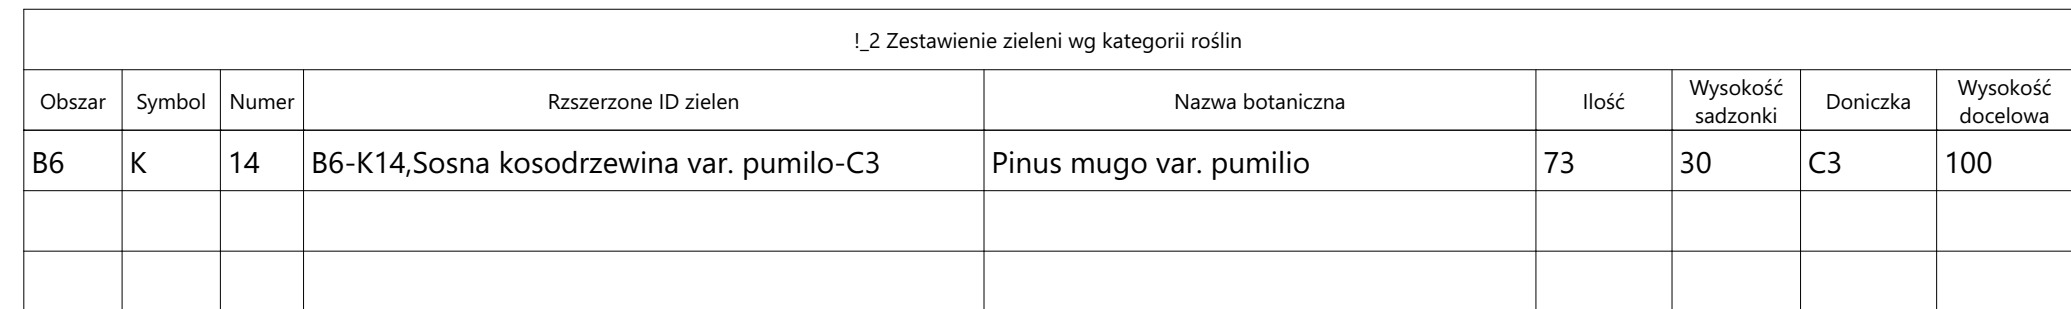 !_2 Zestawienie zieleni wg kategorii roślin
Obszar Symbol Numer Rzszerzone ID zielen Nazwa botaniczna Ilość Wysokość sadzonki Doniczka Wysokość docelowa
B6 K 14 B6-K14,Sosna kosodrzewina var. pumilo-C3 Pinus mugo var. pumilio 73 30 C3 100